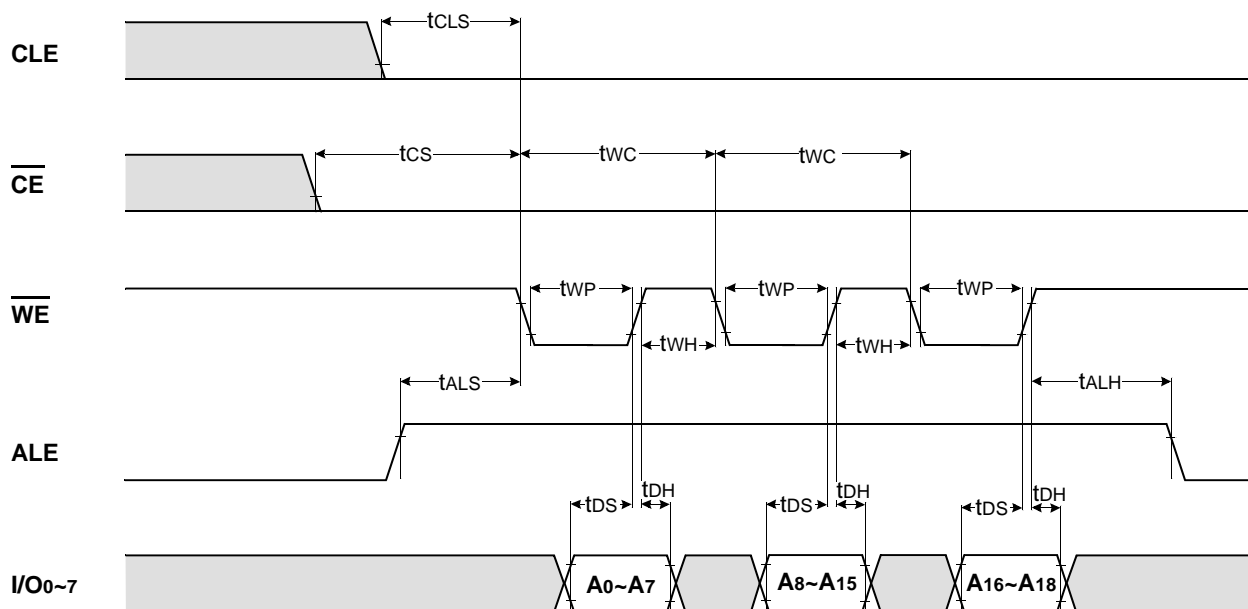 tCLS
CLE
tCS tWC tWC
CE
tWP tWP tWP
WE
tWH tWH
tALS tALH
ALE
tDS tDH tDS tDH tDS tDH
I/O0~7 A0~A7 A8~A15 A16~A18